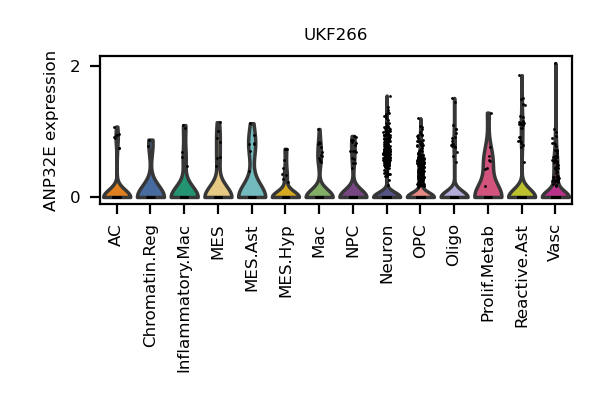 UKF266
ANP32E expression
2
0
AC
Chromatin.Reg
Inflammatory.Mac
MES
MES.Ast
MES.Hyp
Mac
NPC
Neuron
OPC
Oligo
Prolif.Metab
Reactive.Ast
Vasc